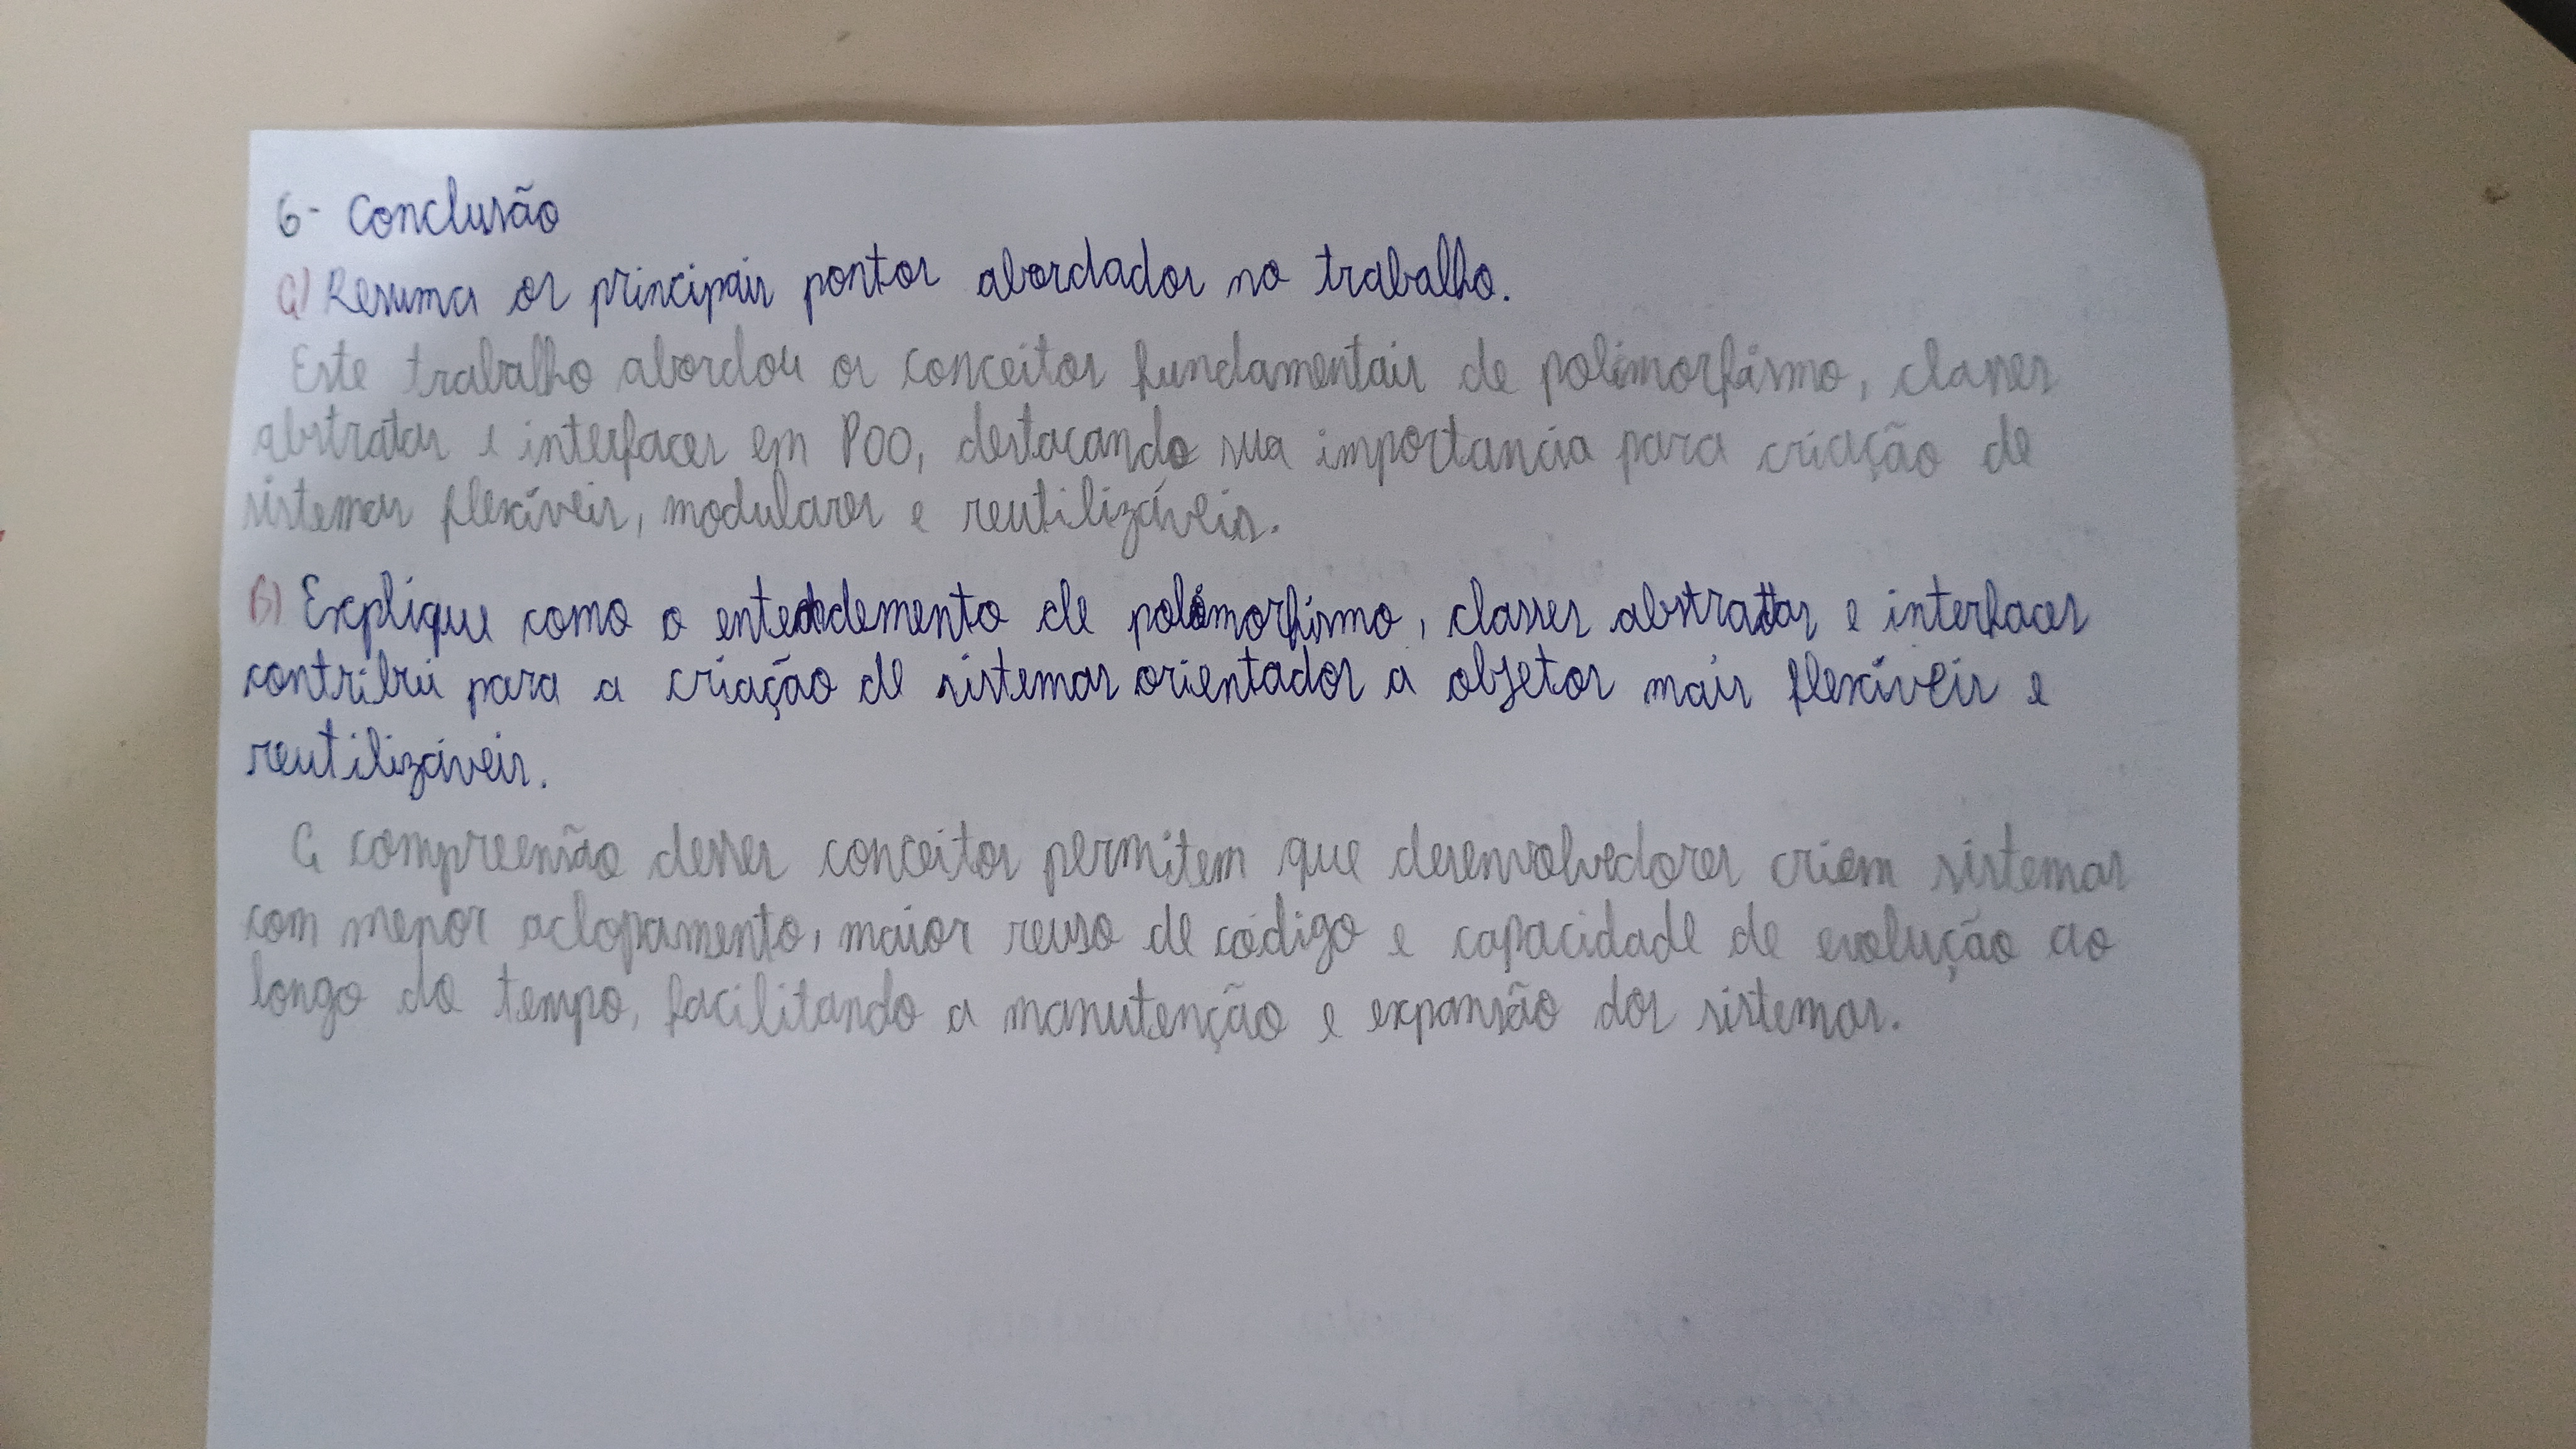 6- Conclusão
A) Resuma os principais pontos abordados no trabalho.
Este trabalho abordou os conceitos fundamentais de polimorfismo, classes
abstratas e interfaces em POO, destacando sua importancia para criação de
sistemas flexíveis, modulares e reutilizáveis.
B) Explique como o entendemento de polimorfismo, classes abstratas e interfaces
contribui para a criação de sistemas orientados a objetos mais flexíveis e
reutilizáveis.
A compreensão desses conceitos permitem que desenvolvedores criem sistemas
com menor aclopamento, maior reuso de código e capacidade de evolução ao
longo do tempo, facilitando a manutenção e expansão dos sistemas.